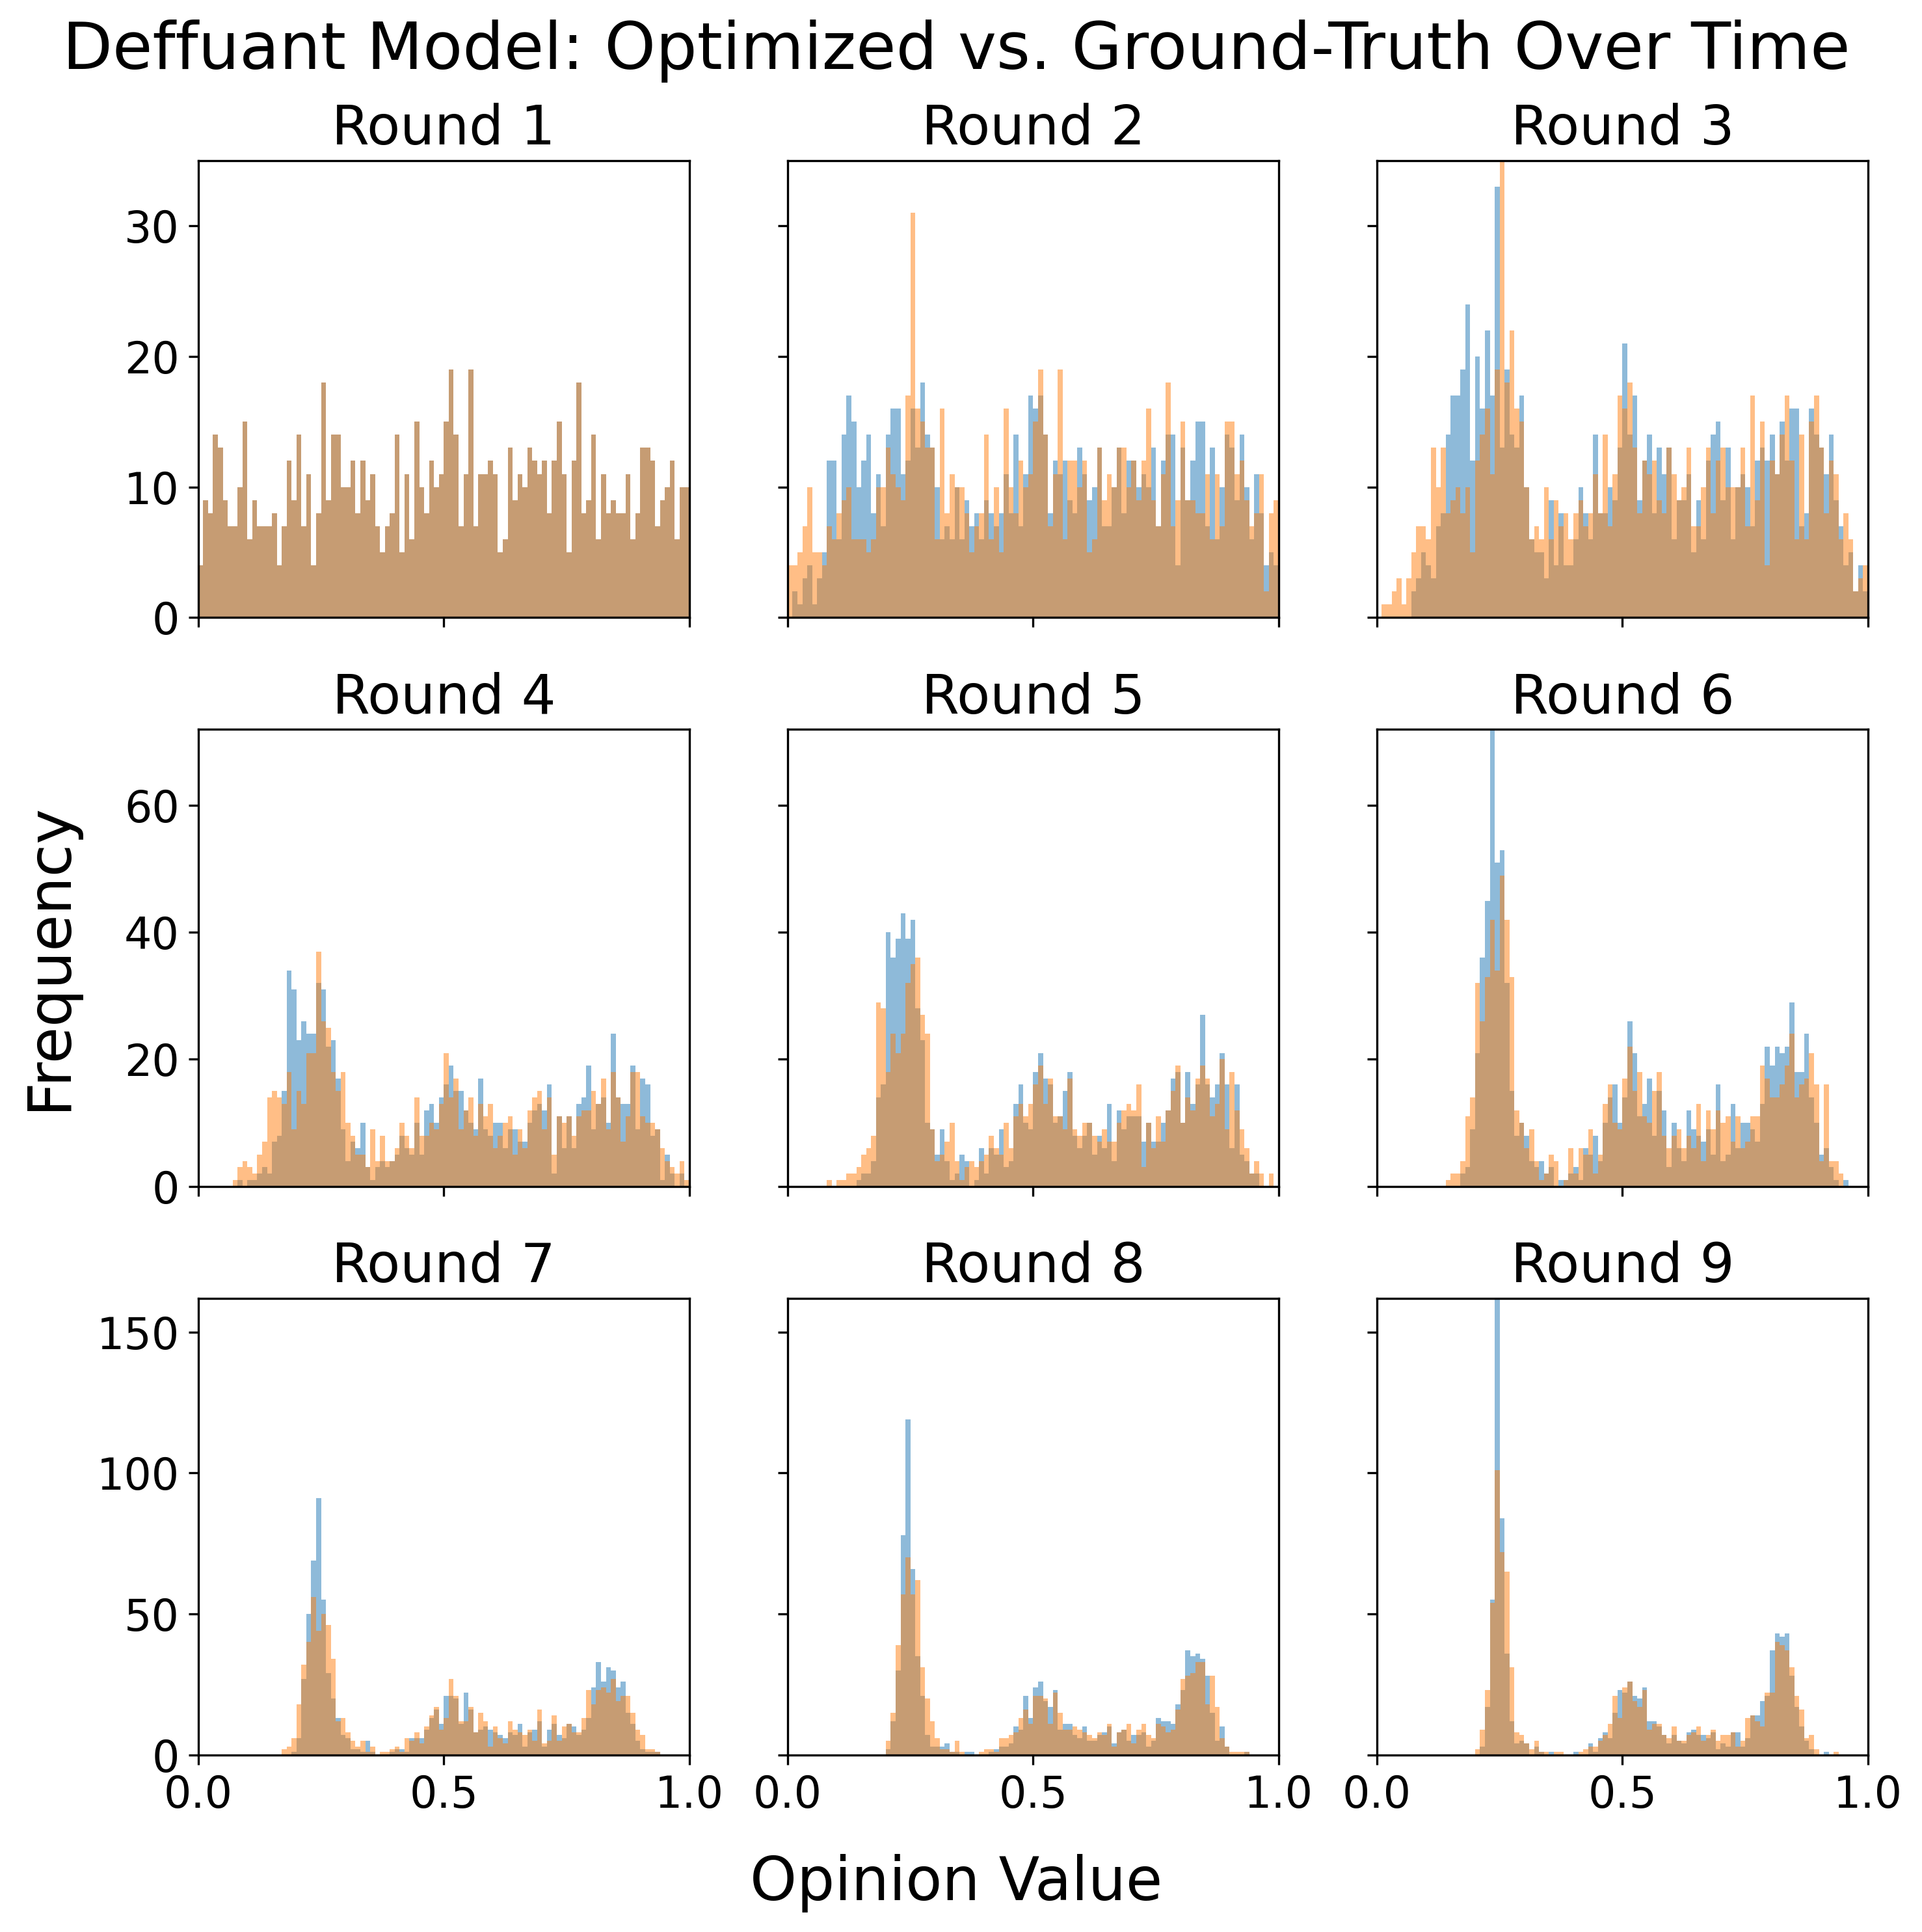 Deffuant Model: Optimized vs. Ground-Truth Over Time
Round 1
Round 2
Round 3
30
20
10
0
Round 4
Round 5
Round 6
60
40
20
0
Frequency
Round 7
Round 8
Round 9
150
100
50
0
0.0 0.5 1.0 0.0 0.5 1.0 0.0 0.5 1.0
Opinion Value